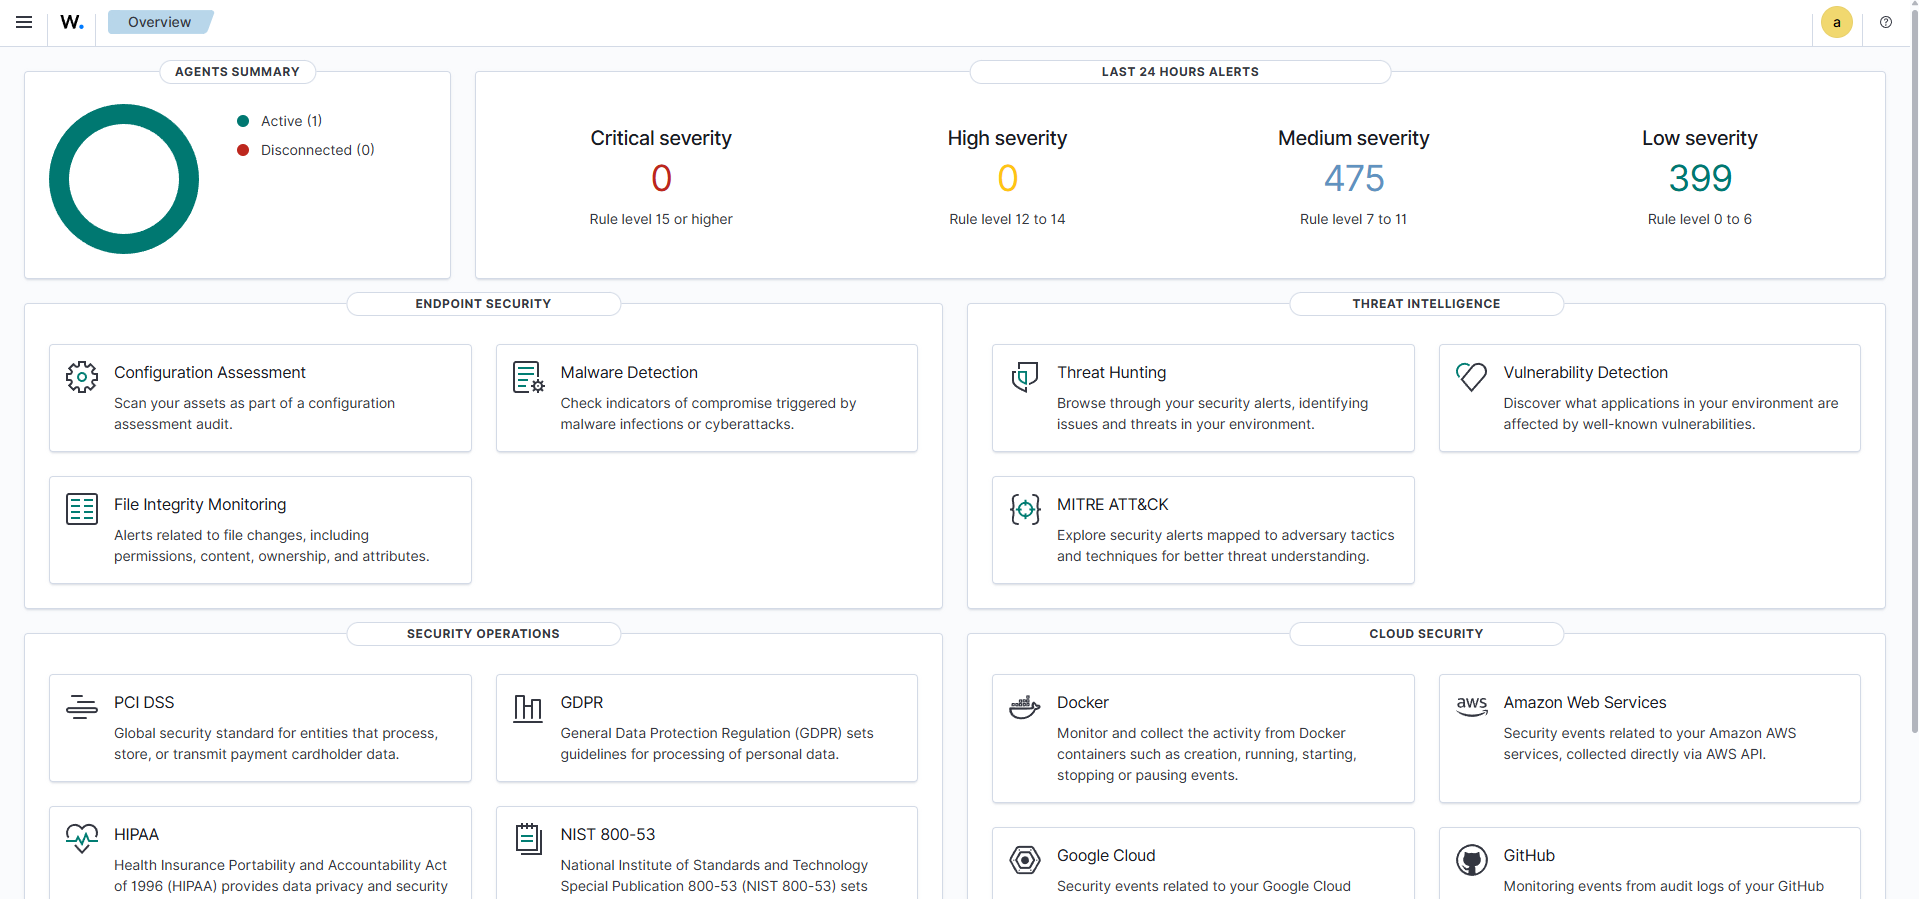 W.
Overview
a
AGENTS SUMMARY
Active (1)
Disconnected (0)
LAST 24 HOURS ALERTS
Critical severity
0
Rule level 15 or higher
High severity
0
Rule level 12 to 14
Medium severity
475
Rule level 7 to 11
Low severity
399
Rule level 0 to 6
ENDPOINT SECURITY
Configuration Assessment
Scan your assets as part of a configuration
assessment audit.
Malware Detection
Check indicators of compromise triggered by
malware infections or cyberattacks.
File Integrity Monitoring
Alerts related to file changes, including
permissions, content, ownership, and attributes.
THREAT INTELLIGENCE
Threat Hunting
Browse through your security alerts, identifying
issues and threats in your environment.
Vulnerability Detection
Discover what applications in your environment are
affected by well-known vulnerabilities.
MITRE ATT&CK
Explore security alerts mapped to adversary tactics
and techniques for better threat understanding.
SECURITY OPERATIONS
PCI DSS
Global security standard for entities that process,
store, or transmit payment cardholder data.
GDPR
General Data Protection Regulation (GDPR) sets
guidelines for processing of personal data.
HIPAA
Health Insurance Portability and Accountability Act
of 1996 (HIPAA) provides data privacy and security
NIST 800-53
National Institute of Standards and Technology
Special Publication 800-53 (NIST 800-53) sets
CLOUD SECURITY
Docker
Monitor and collect the activity from Docker
containers such as creation, running, starting,
stopping or pausing events.
aws
Amazon Web Services
Security events related to your Amazon AWS
services, collected directly via AWS API.
Google Cloud
Security events related to your Google Cloud
GitHub
Monitoring events from audit logs of your GitHub